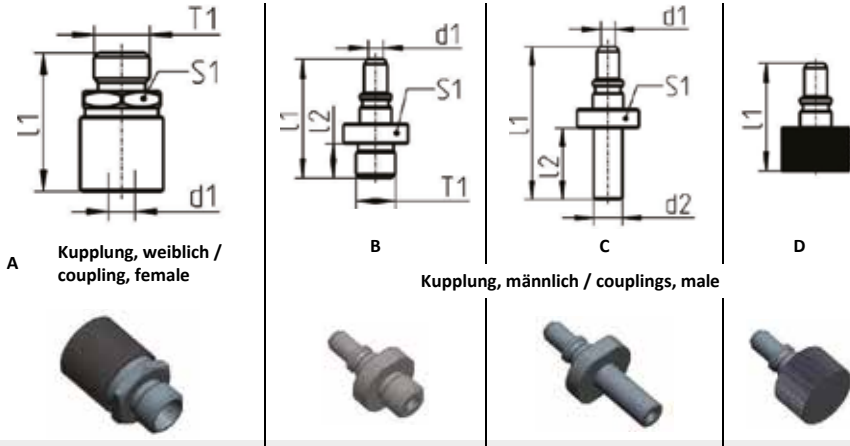 T1
l1
S1
d1
d1
l1
l2
S1
T1
d1
l1
l2
S1
d2
l1
A
Kupplung, weiblich /
coupling, female
B
C
D
Kupplung, männlich / couplings, male